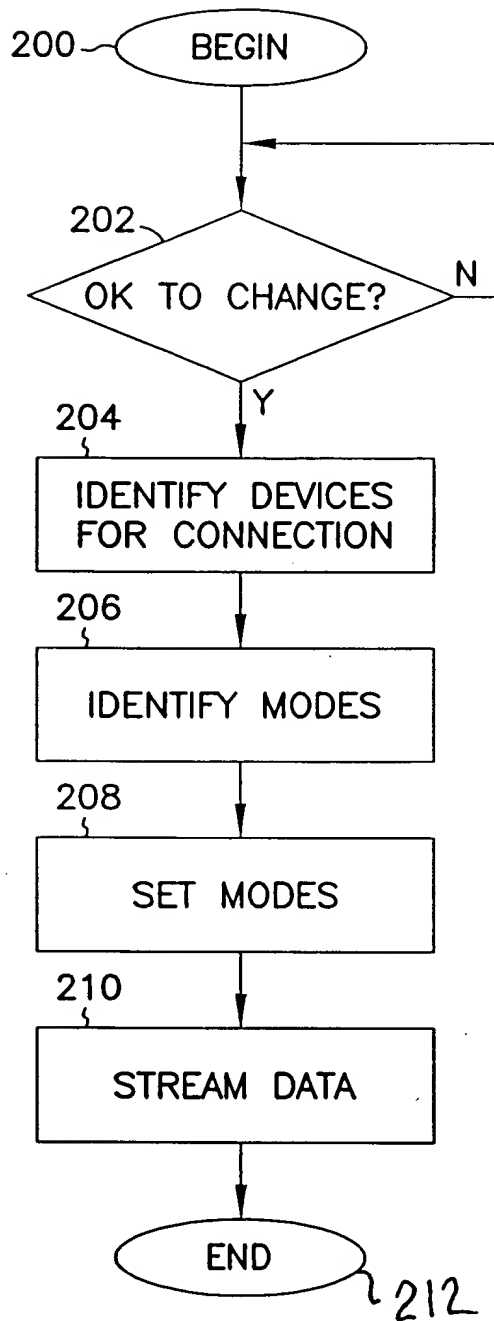 200
BEGIN
202
OK TO CHANGE?
N
Y
204
IDENTIFY DEVICES
FOR CONNECTION
206
IDENTIFY MODES
208
SET MODES
210
STREAM DATA
END
212